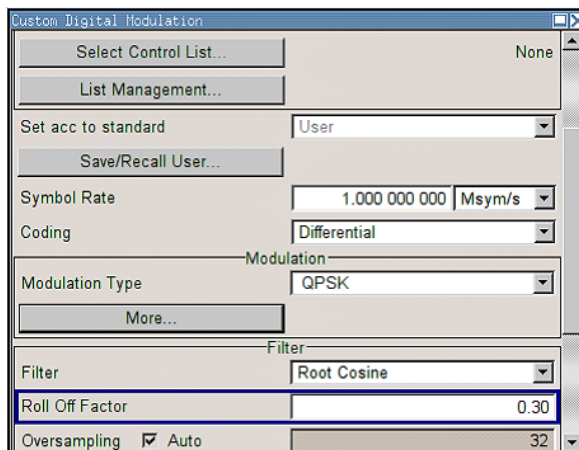 Custom Digital Modulation
Select Control List... None
List Management...
Set acc to standard User
Save/Recall User...
Symbol Rate 1.000 000 000 Msym/s
Coding Differential
Modulation
Modulation Type QPSK
More...
Filter
Filter Root Cosine
Roll Off Factor 0.30
Oversampling Auto 32